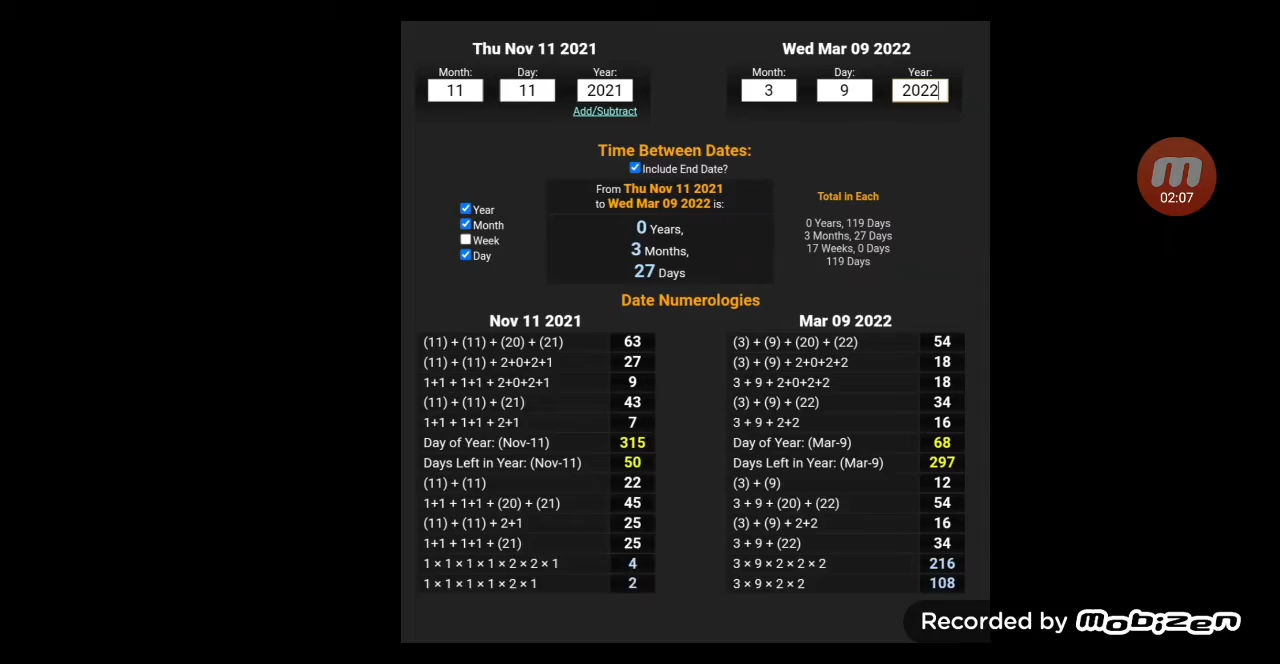 Thu Nov 11 2021
Month: Day: Year:
11 11 2021
Add/Subtract
Wed Mar 09 2022
Month: Day: Year:
3 9 2022
Time Between Dates:
Include End Date?
From Thu Nov 11 2021
to Wed Mar 09 2022 is:
Year
Month
Week
Day
0 Years,
3 Months,
27 Days
Total in Each
0 Years, 119 Days
3 Months, 27 Days
17 Weeks, 0 Days
119 Days
02:07
Date Numerologies
Nov 11 2021
(11) + (11) + (20) + (21) 63
(11) + (11) + 2+0+2+1 27
1+1 + 1+1 + 2+0+2+1 9
(11) + (11) + (21) 43
1+1 + 1+1 + 2+1 7
Day of Year: (Nov-11) 315
Days Left in Year: (Nov-11) 50
(11) + (11) 22
1+1 + 1+1 + (20) + (21) 45
(11) + (11) + 2+1 25
1+1 + 1+1 + (21) 25
1 × 1 × 1 × 1 × 2 × 2 × 1 4
1 × 1 × 1 × 1 × 2 × 1 2
Mar 09 2022
(3) + (9) + (20) + (22) 54
(3) + (9) + 2+0+2+2 18
3 + 9 + 2+0+2+2 18
(3) + (9) + (22) 34
3 + 9 + 2+2 16
Day of Year: (Mar-9) 68
Days Left in Year: (Mar-9) 297
(3) + (9) 12
3 + 9 + (20) + (22) 54
(3) + (9) + 2+2 16
3 + 9 + (22) 34
3 × 9 × 2 × 2 × 2 216
3 × 9 × 2 × 2 108
Recorded by mobizen